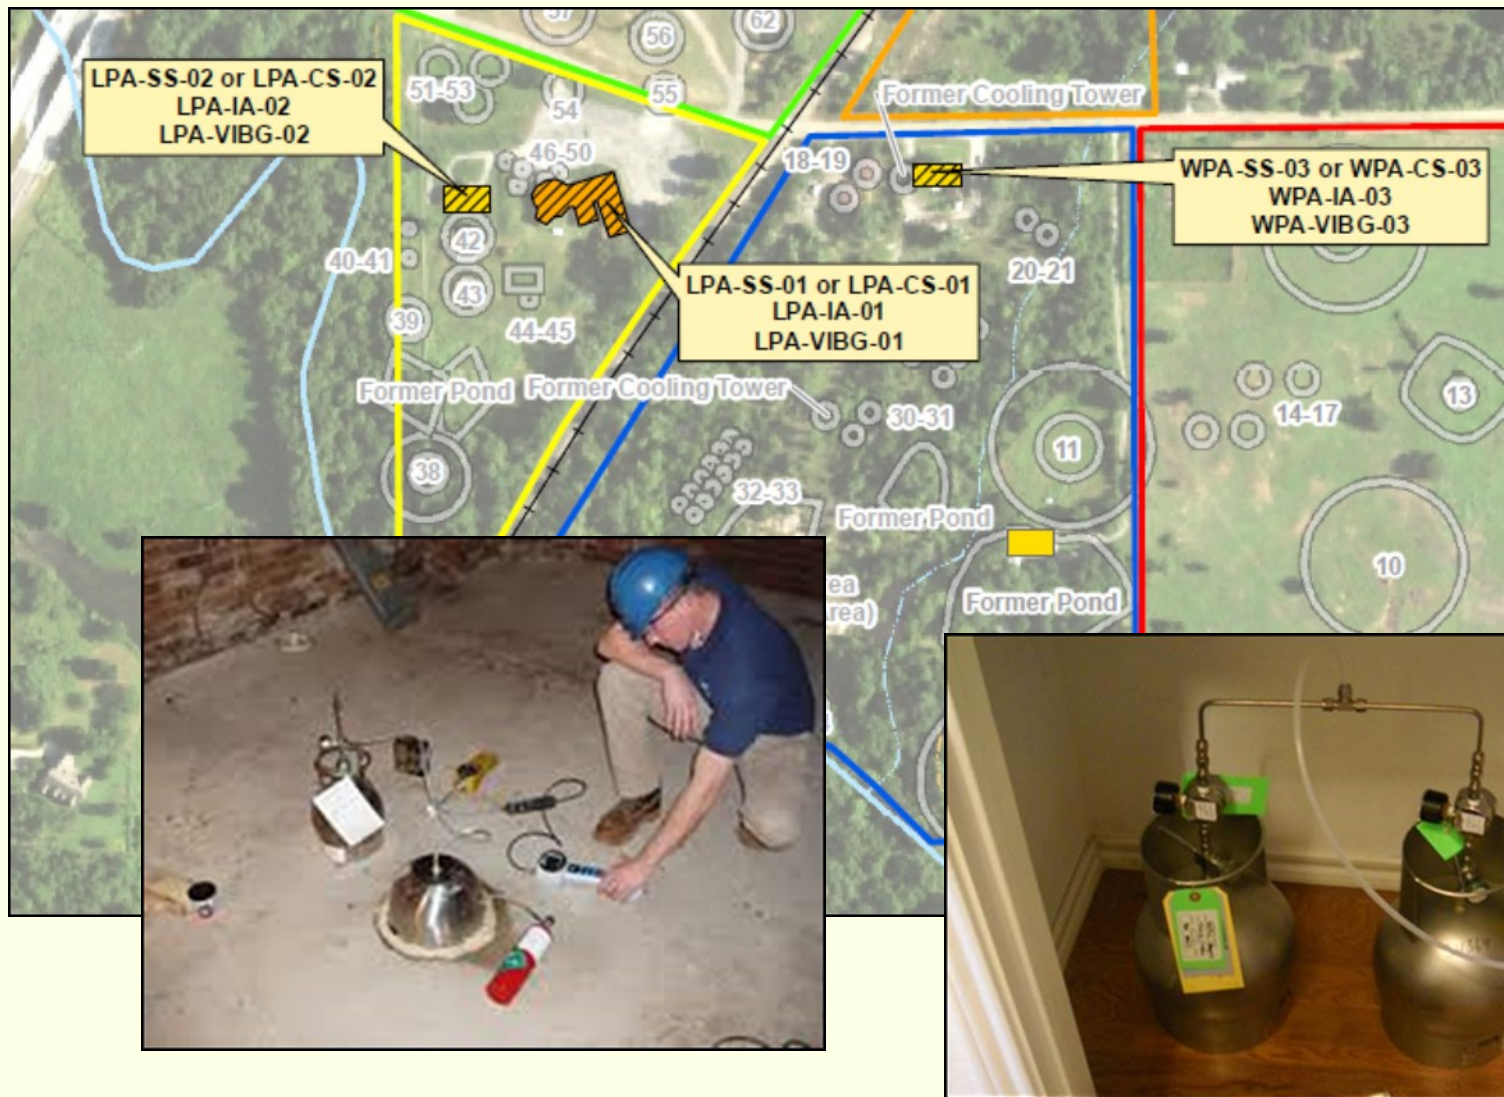 57
56
62
LPA-SS-02 or LPA-CS-02
LPA-IA-02
LPA-VIBG-02
51-53
54
55
Former Cooling Tower
46-50
18-19
WPA-SS-03 or WPA-CS-03
WPA-IA-03
WPA-VIBG-03
42
40-41
43
20-21
LPA-SS-01 or LPA-CS-01
LPA-IA-01
LPA-VIBG-01
39
44-45
Former Pond
Former Cooling Tower
30-31
14-17
13
11
38
32-33
Former Pond
10
rea
rea)
Former Pond